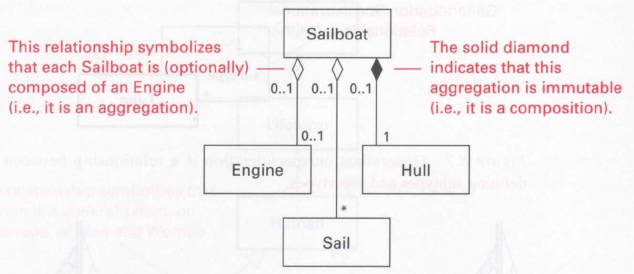 Sailboat
This relationship symbolizes
that each Sailboat is (optionally)
composed of an Engine
(i.e., it is an aggregation).
The solid diamond
indicates that this
aggregation is immutable
(i.e., it is a composition).
0..1
0..1
0..1
0..1
1
Engine
Hull
*
Sail